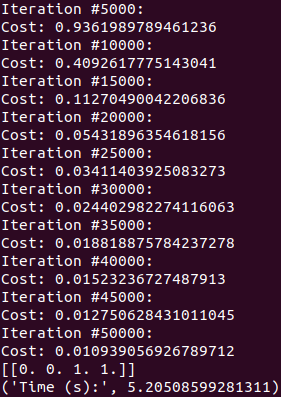 Iteration #5000:
Cost: 0.9361989789461236
Iteration #10000:
Cost: 0.4092617775143041
Iteration #15000:
Cost: 0.11270490042206836
Iteration #20000:
Cost: 0.05431896354618156
Iteration #25000:
Cost: 0.03411403925083273
Iteration #30000:
Cost: 0.024402982274116063
Iteration #35000:
Cost: 0.018818875784237278
Iteration #40000:
Cost: 0.01523236727487913
Iteration #45000:
Cost: 0.012750628431011045
Iteration #50000:
Cost: 0.010939056926789712
[[0. 0. 1. 1.]]
('Time (s):', 5.20508599281311)